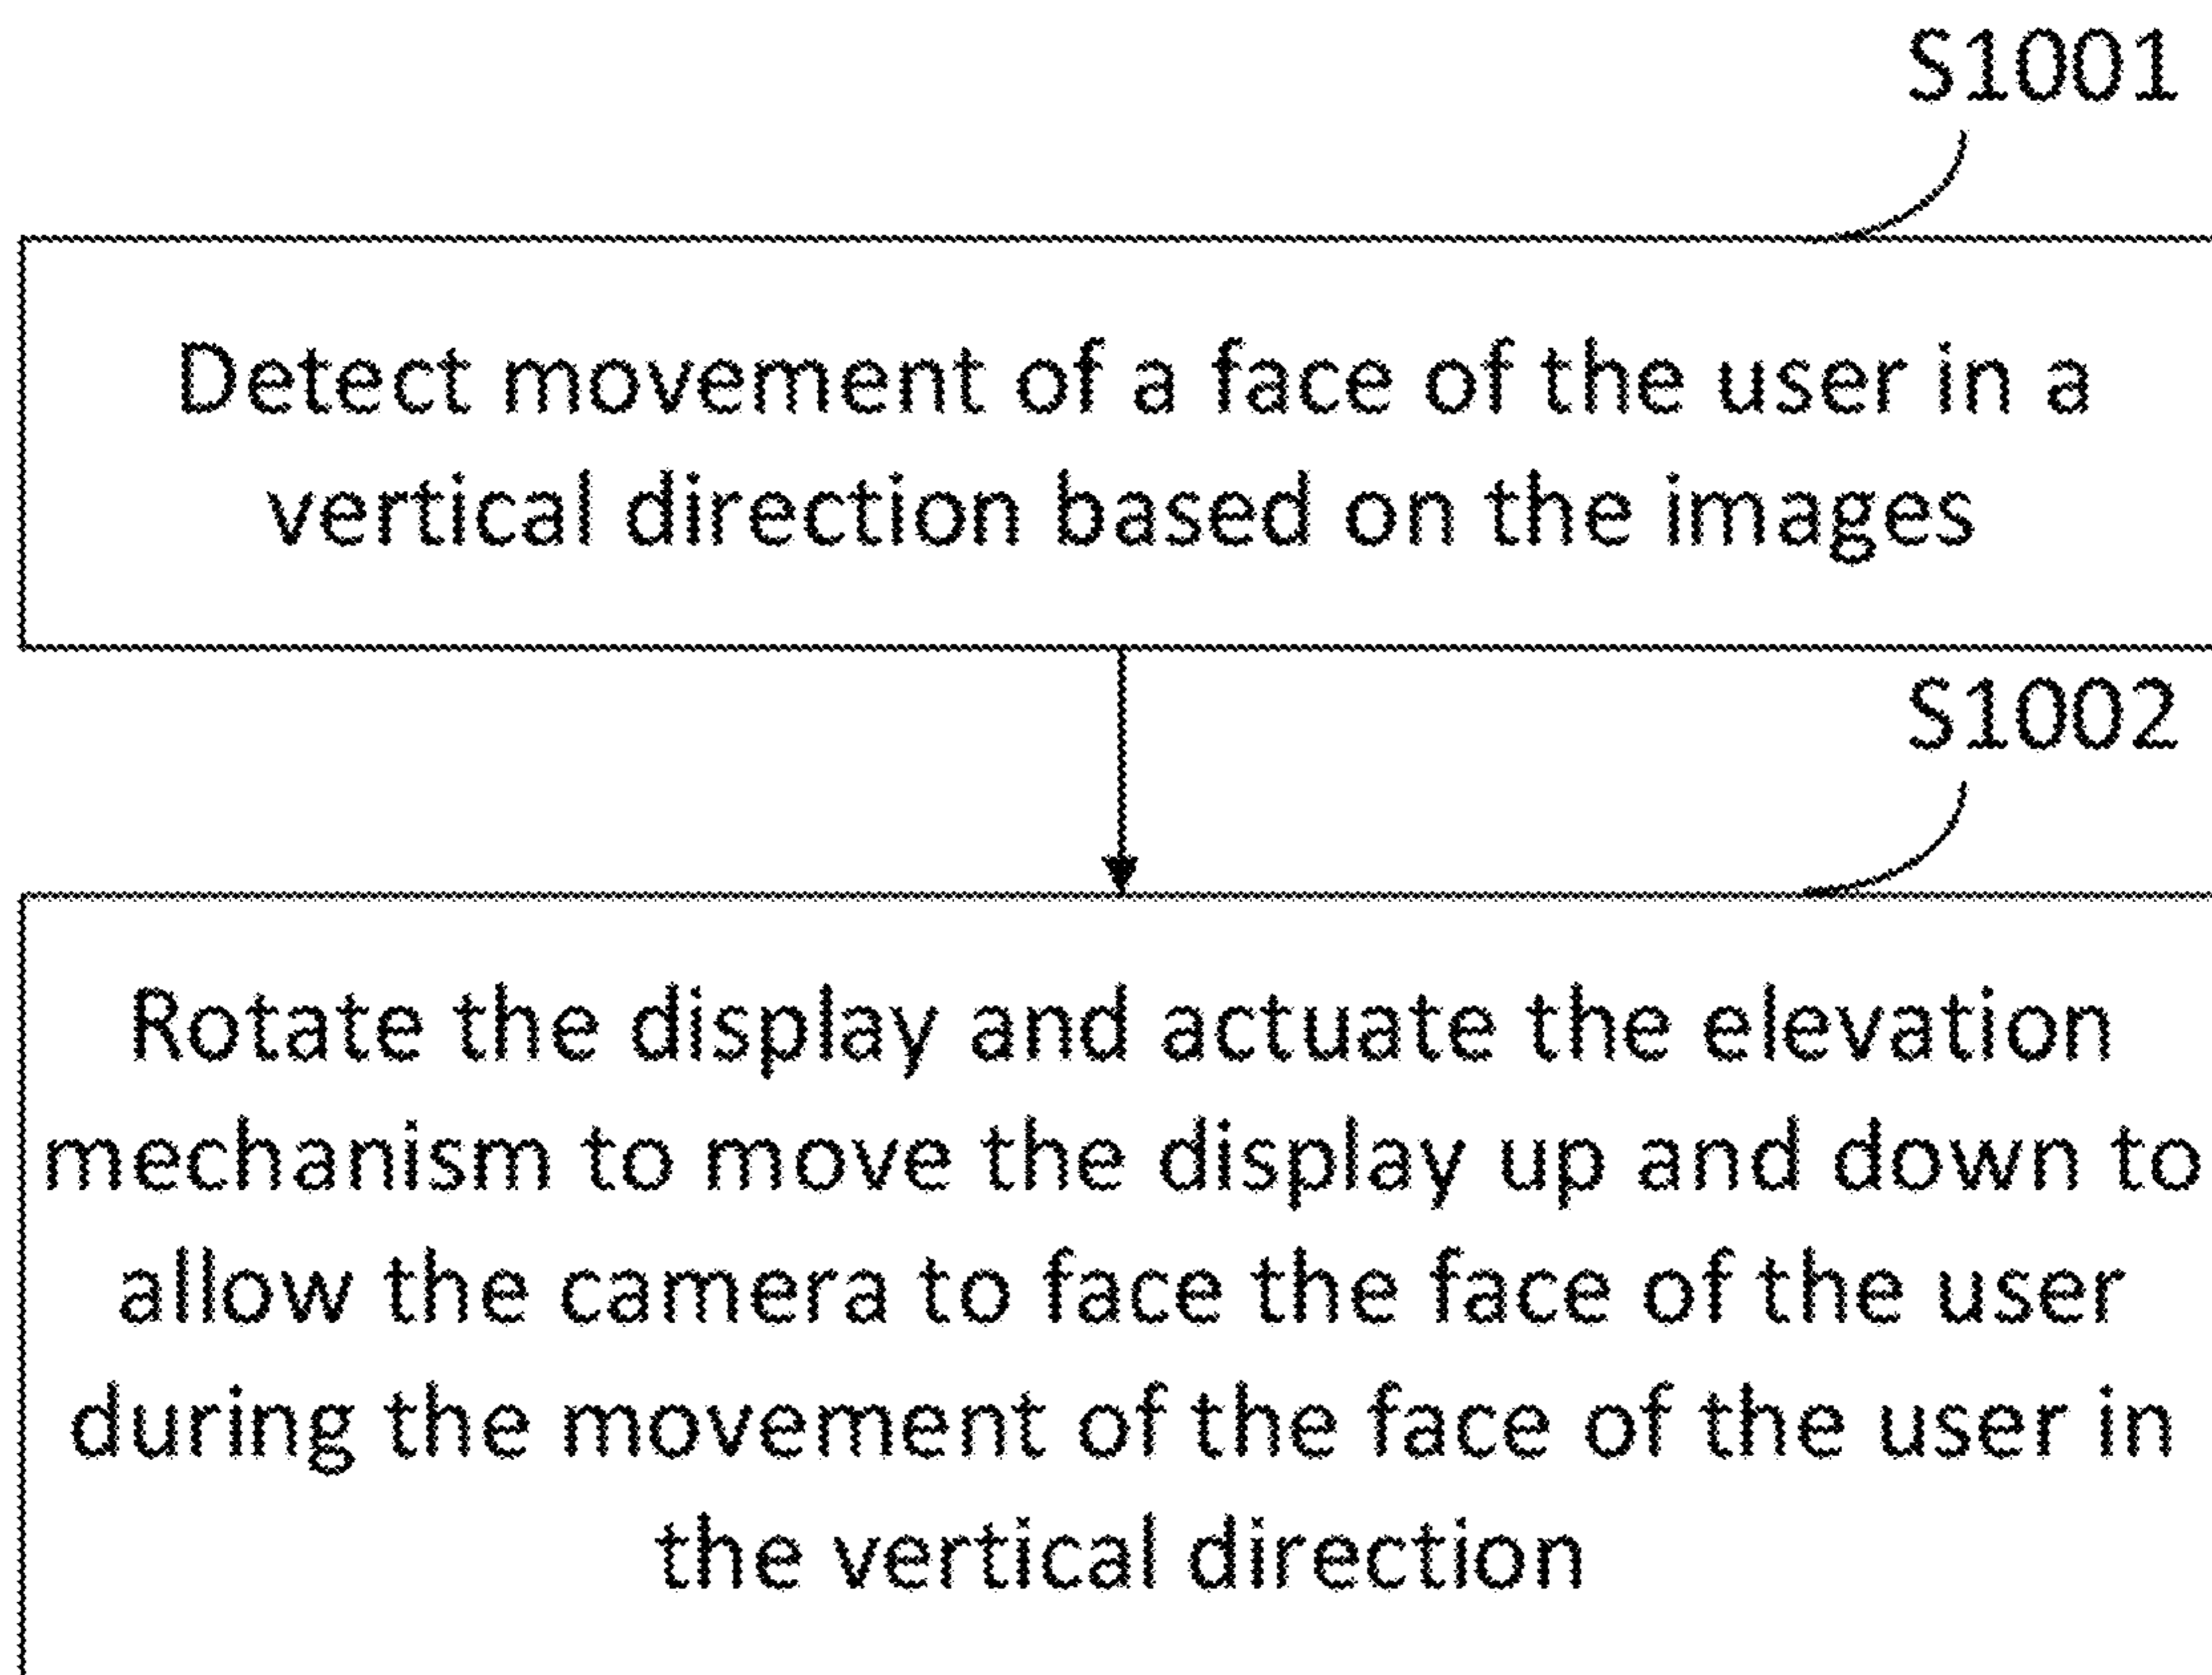 S1001
Detect movement of a face of the user in a
vertical direction based on the images
S1002
Rotate the display and actuate the elevation
mechanism to move the display up and down to
allow the camera to face the face of the user
during the movement of the face of the user in
the vertical direction